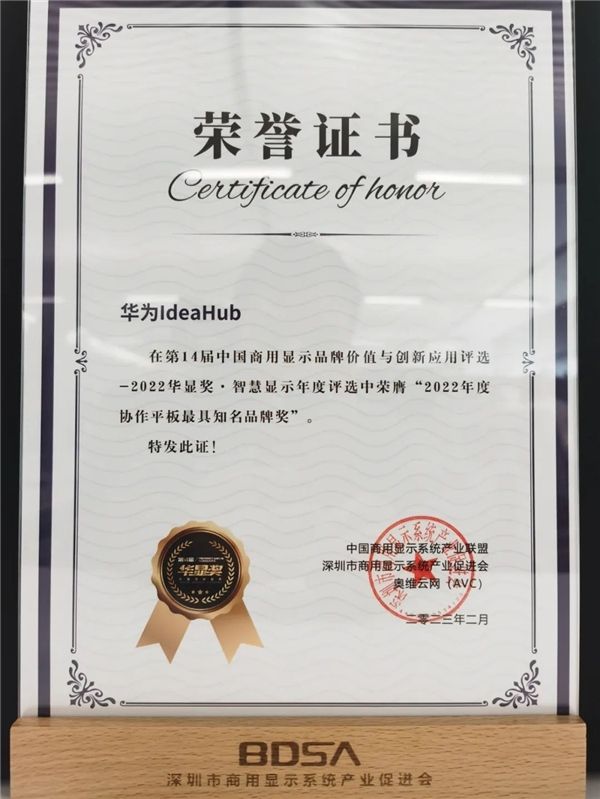 荣誉证书
Certificate of honor
华为IdeaHub
在第14届中国商用显示品牌价值与创新应用评选
-2022华显奖·智慧显示年度评选中荣膺“2022年度
协作平板最具知名品牌奖”。
特发此证!
华显奖
中国商用显示系统产业联盟
深圳市商用显示系统产业促进会
奥维云网（AVC）
二零二三年二月
BDSA
深圳市商用显示系统产业促进会